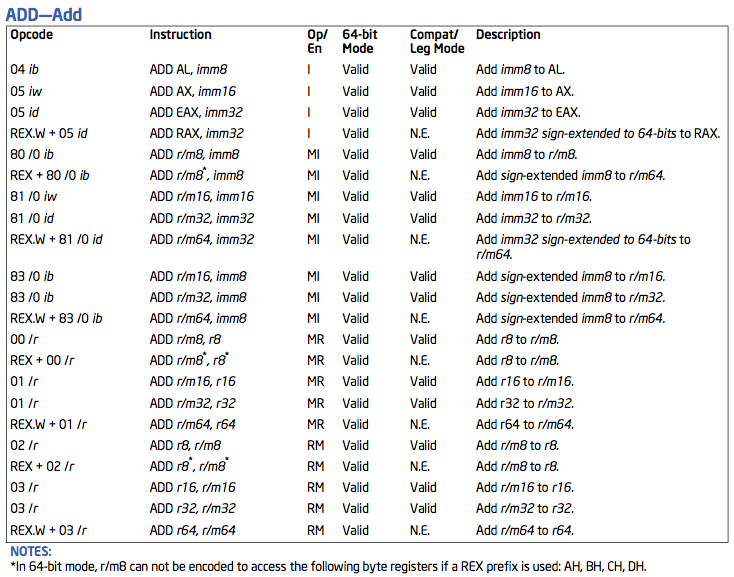 ADD—Add
Opcode Instruction Op/ En 64-bit Mode Compat/ Leg Mode Description
04 ib ADD AL, imm8 I Valid Valid Add imm8 to AL.
05 iw ADD AX, imm16 I Valid Valid Add imm16 to AX.
05 id ADD EAX, imm32 I Valid Valid Add imm32 to EAX.
REX.W + 05 id ADD RAX, imm32 I Valid N.E. Add imm32 sign-extended to 64-bits to RAX.
80 /0 ib ADD r/m8, imm8 MI Valid Valid Add imm8 to r/m8.
REX + 80 /0 ib ADD r/m8*, imm8 MI Valid N.E. Add sign-extended imm8 to r/m64.
81 /0 iw ADD r/m16, imm16 MI Valid Valid Add imm16 to r/m16.
81 /0 id ADD r/m32, imm32 MI Valid Valid Add imm32 to r/m32.
REX.W + 81 /0 id ADD r/m64, imm32 MI Valid N.E. Add imm32 sign-extended to 64-bits to
r/m64.
83 /0 ib ADD r/m16, imm8 MI Valid Valid Add sign-extended imm8 to r/m16.
83 /0 ib ADD r/m32, imm8 MI Valid Valid Add sign-extended imm8 to r/m32.
REX.W + 83 /0 ib ADD r/m64, imm8 MI Valid N.E. Add sign-extended imm8 to r/m64.
00 /r ADD r/m8, r8 MR Valid Valid Add r8 to r/m8.
REX + 00 /r ADD r/m8*, r8* MR Valid N.E. Add r8 to r/m8.
01 /r ADD r/m16, r16 MR Valid Valid Add r16 to r/m16.
01 /r ADD r/m32, r32 MR Valid Valid Add r32 to r/m32.
REX.W + 01 /r ADD r/m64, r64 MR Valid N.E. Add r64 to r/m64.
02 /r ADD r8, r/m8 RM Valid Valid Add r/m8 to r8.
REX + 02 /r ADD r8*, r/m8* RM Valid N.E. Add r/m8 to r8.
03 /r ADD r16, r/m16 RM Valid Valid Add r/m16 to r16.
03 /r ADD r32, r/m32 RM Valid Valid Add r/m32 to r32.
REX.W + 03 /r ADD r64, r/m64 RM Valid N.E. Add r/m64 to r64.
NOTES:
*In 64-bit mode, r/m8 can not be encoded to access the following byte registers if a REX prefix is used: AH, BH, CH, DH.